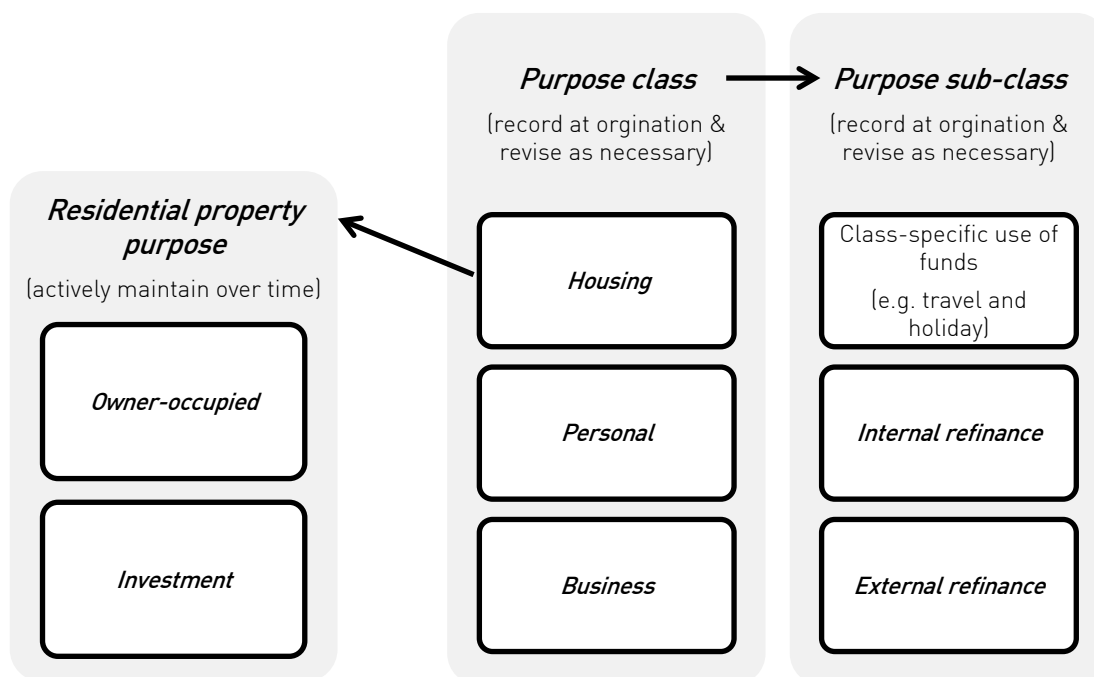 Residential property
purpose
(actively maintain over time)
Owner-occupied
Investment
Purpose class
(record at orgination &
revise as necessary)
Housing
Personal
Business
Purpose sub-class
(record at orgination &
revise as necessary)
Class-specific use of
funds
(e.g. travel and
holiday)
Internal refinance
External refinance